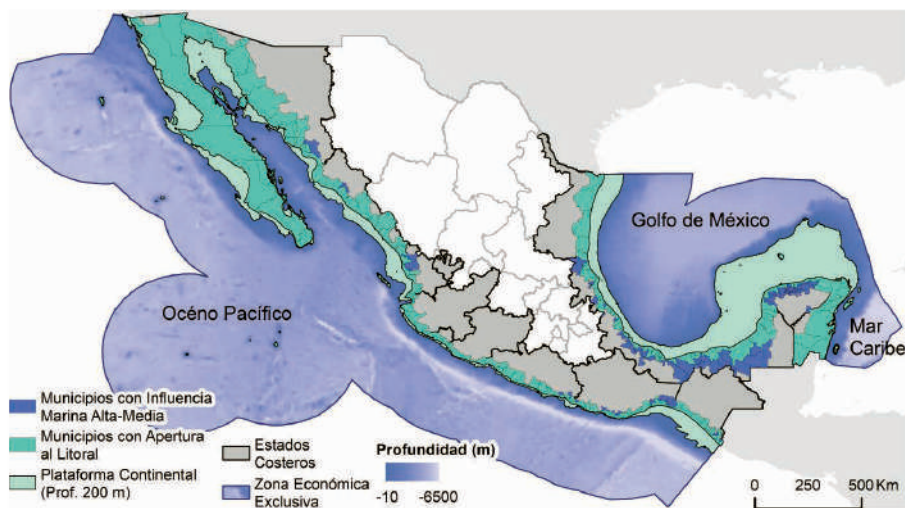 Golfo de México
Océno Pacífico
Mar
Caribe
Municipios con Influencia
Marina Alta-Media
Municipios con Apertura
al Litoral
Plataforma Continental
(Prof. 200 m)
Estados
Costeros
Zona Económica
Exclusiva
Profundidad (m)
-10 -6500
0 250 500 Km